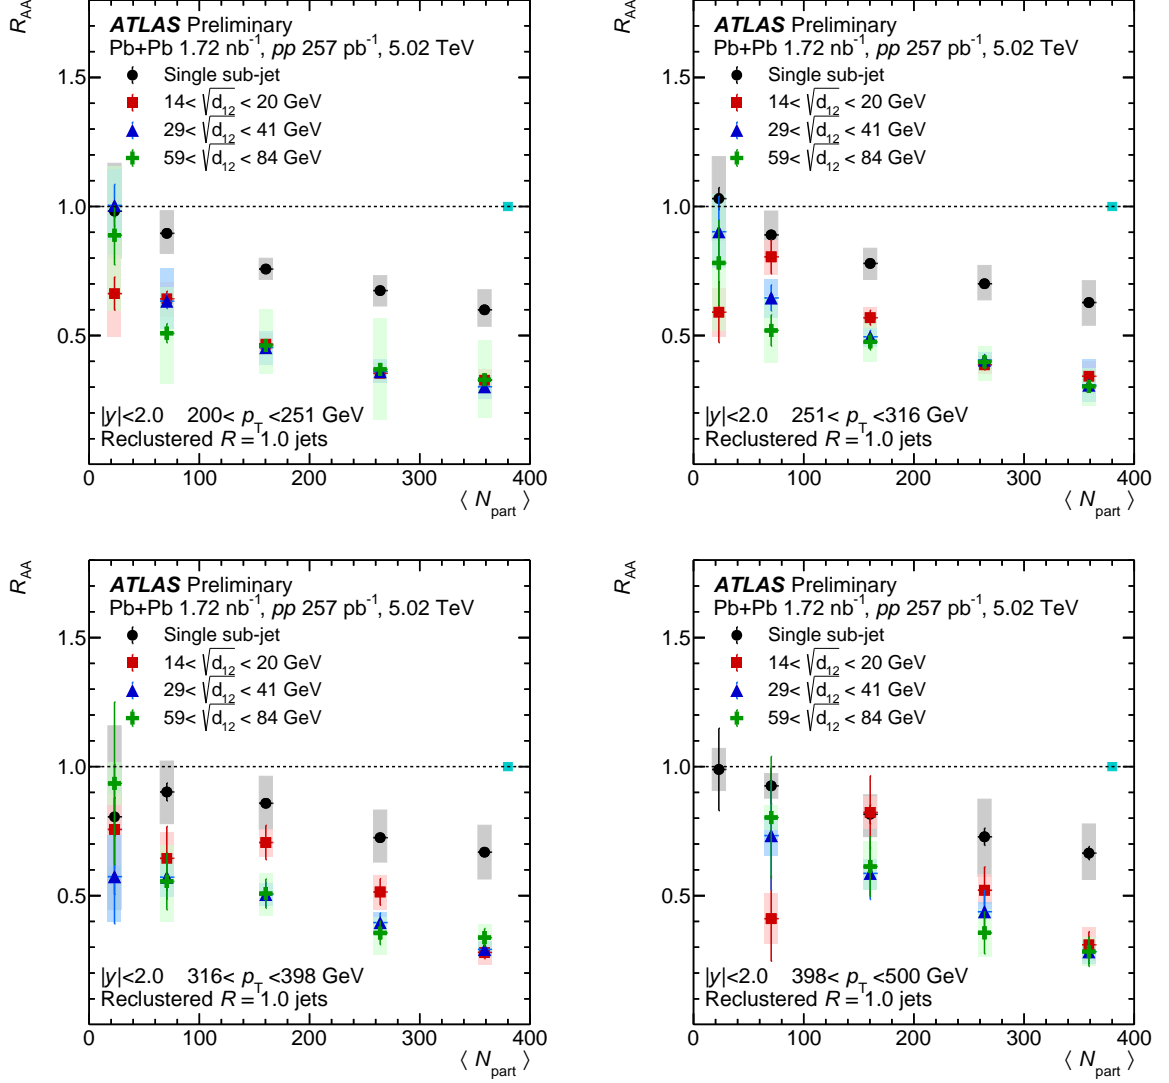 R_AA
ATLAS Preliminary
Pb+Pb 1.72 nb⁻¹, pp 257 pb⁻¹, 5.02 TeV
Single sub-jet
14< √d₁₂ < 20 GeV
29< √d₁₂ < 41 GeV
59< √d₁₂ < 84 GeV
1.5
1.0
0.5
|y|<2.0 200< p_T <251 GeV
Reclustered R = 1.0 jets
0 100 200 300 400
⟨ N_part ⟩
R_AA
ATLAS Preliminary
Pb+Pb 1.72 nb⁻¹, pp 257 pb⁻¹, 5.02 TeV
Single sub-jet
14< √d₁₂ < 20 GeV
29< √d₁₂ < 41 GeV
59< √d₁₂ < 84 GeV
1.5
1.0
0.5
|y|<2.0 251< p_T <316 GeV
Reclustered R = 1.0 jets
0 100 200 300 400
⟨ N_part ⟩
R_AA
ATLAS Preliminary
Pb+Pb 1.72 nb⁻¹, pp 257 pb⁻¹, 5.02 TeV
Single sub-jet
14< √d₁₂ < 20 GeV
29< √d₁₂ < 41 GeV
59< √d₁₂ < 84 GeV
1.5
1.0
0.5
|y|<2.0 316< p_T <398 GeV
Reclustered R = 1.0 jets
0 100 200 300 400
⟨ N_part ⟩
R_AA
ATLAS Preliminary
Pb+Pb 1.72 nb⁻¹, pp 257 pb⁻¹, 5.02 TeV
Single sub-jet
14< √d₁₂ < 20 GeV
29< √d₁₂ < 41 GeV
59< √d₁₂ < 84 GeV
1.5
1.0
0.5
|y|<2.0 398< p_T <500 GeV
Reclustered R = 1.0 jets
0 100 200 300 400
⟨ N_part ⟩